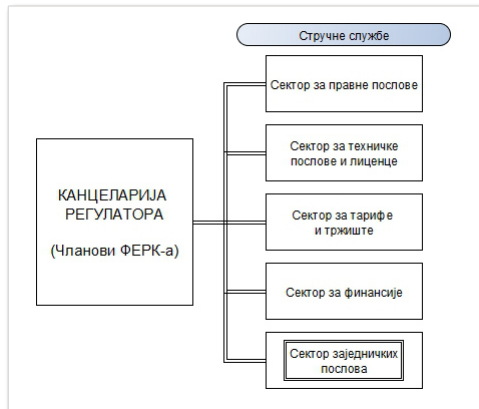 Стручне службе
Сектор за правне послове
КАНЦЕЛАРИЈА
РЕГУЛАТОРА
(Чланови ФЕРК-а)
Сектор за техничке
послове и лиценце
Сектор за тарифе
и тржиште
Сектор за финансије
Сектор заједничких
послова